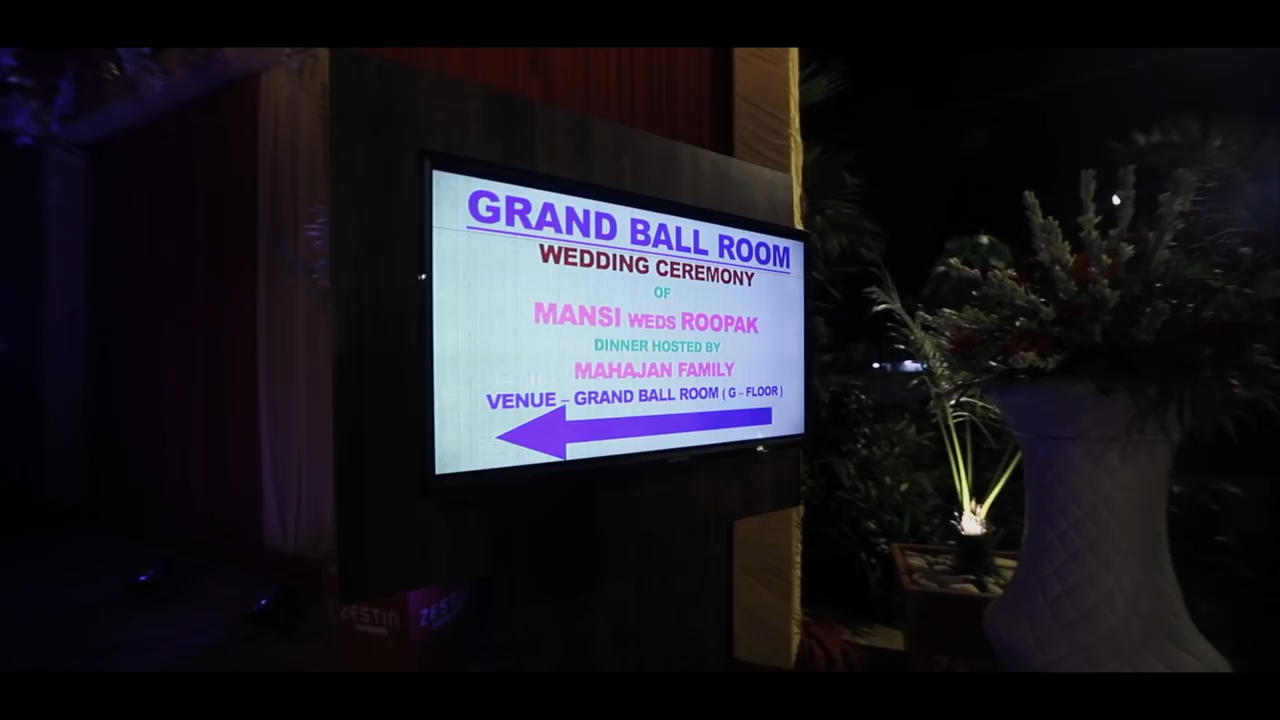 GRAND BALL ROOM
WEDDING CEREMONY
OF
MANSI WEDS ROOPAK
DINNER HOSTED BY
MAHAJAN FAMILY
VENUE – GRAND BALL ROOM ( G – FLOOR )
ZESTIN ZEST